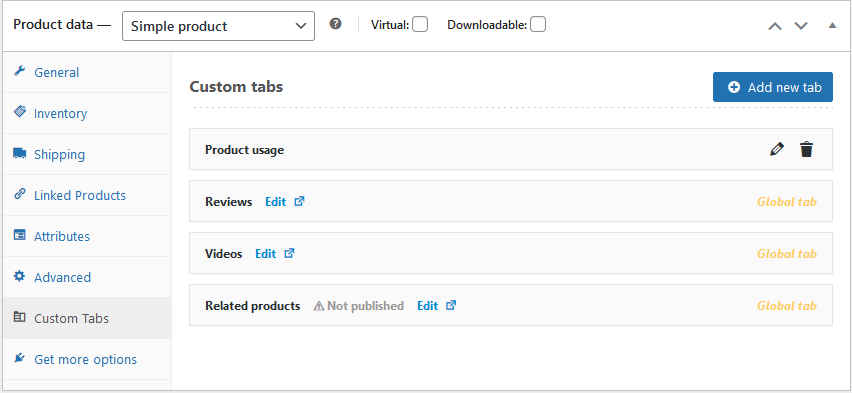 Product data — Simple product Virtual: Downloadable:
General
Inventory
Shipping
Linked Products
Attributes
Advanced
Custom Tabs
Get more options
Custom tabs Add new tab
Product usage
Reviews Edit Global tab
Videos Edit Global tab
Related products Not published Edit Global tab